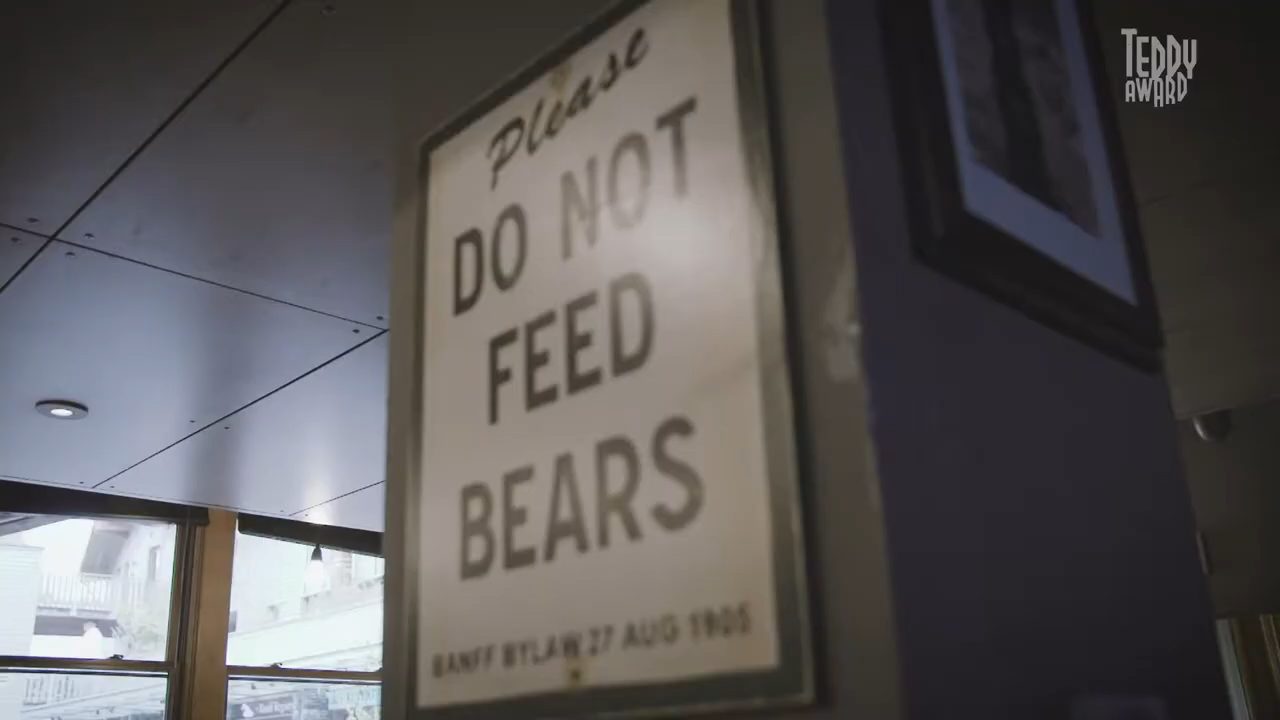 Please
DO NOT
FEED
BEARS
BANFF BYLAW 27 AUG 1905
TEDDY
AWARD